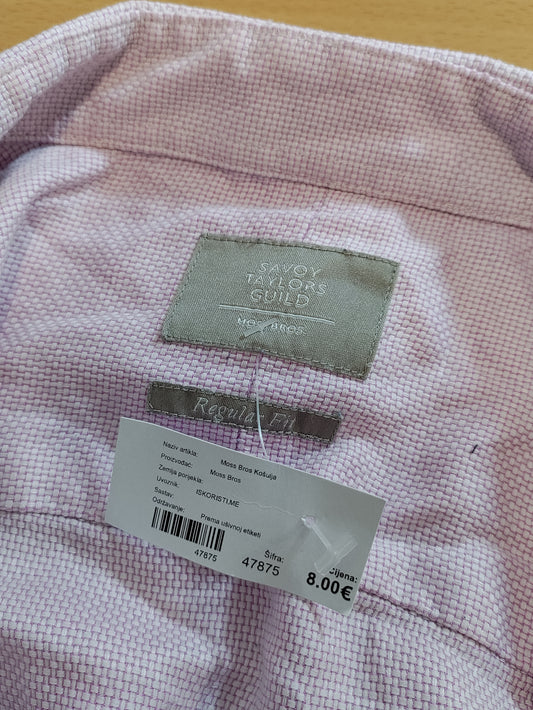 SAVOY
TAYLORS
GUILD
MOSS BROS
Regular Fit
Naziv artikla: Moss Bros Košulja
Proizvođač: Moss Bros
Zemlja porijekla:
Uvoznik: ISKORISTI.ME
Sastav:
Održavanje: Prema ušivnoj etiketi
47875
Šifra:
47875
Cijena:
8.00€